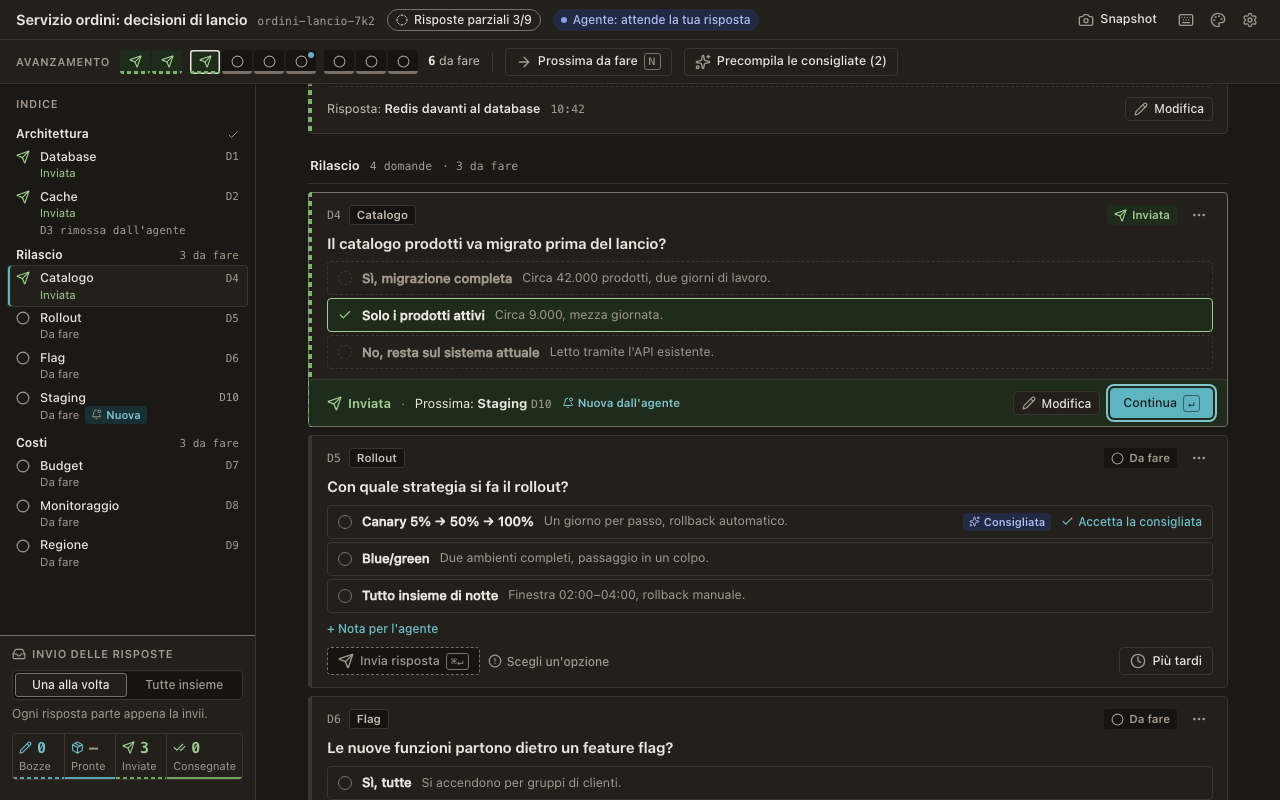 Servizio ordini: decisioni di lancio ordini-lancio-7k2 Risposte parziali 3/9 Agente: attende la tua risposta Snapshot
AVANZAMENTO 6 da fare Prossima da fare N Precompila le consigliate (2)
INDICE
Architettura
Database D1
Inviata
Cache D2
Inviata
D3 rimossa dall'agente
Rilascio 3 da fare
Catalogo D4
Inviata
Rollout D5
Da fare
Flag D6
Da fare
Staging D10
Da fare Nuova
Costi 3 da fare
Budget D7
Da fare
Monitoraggio D8
Da fare
Regione D9
Da fare
INVIO DELLE RISPOSTE
Una alla volta Tutte insieme
Ogni risposta parte appena la invii.
0 — 3 0
Bozze Pronte Inviate Consegnate
Risposta: Redis davanti al database 10:42 Modifica
Rilascio 4 domande · 3 da fare
D4 Catalogo Inviata
Il catalogo prodotti va migrato prima del lancio?
Sì, migrazione completa Circa 42.000 prodotti, due giorni di lavoro.
Solo i prodotti attivi Circa 9.000, mezza giornata.
No, resta sul sistema attuale Letto tramite l'API esistente.
Inviata · Prossima: Staging D10 Nuova dall'agente Modifica Continua ↵
D5 Rollout Da fare
Con quale strategia si fa il rollout?
Canary 5% → 50% → 100% Un giorno per passo, rollback automatico. Consigliata Accetta la consigliata
Blue/green Due ambienti completi, passaggio in un colpo.
Tutto insieme di notte Finestra 02:00–04:00, rollback manuale.
+ Nota per l'agente
Invia risposta ⌘↵ Scegli un'opzione Più tardi
D6 Flag Da fare
Le nuove funzioni partono dietro un feature flag?
Sì, tutte Si accendono per gruppi di clienti.